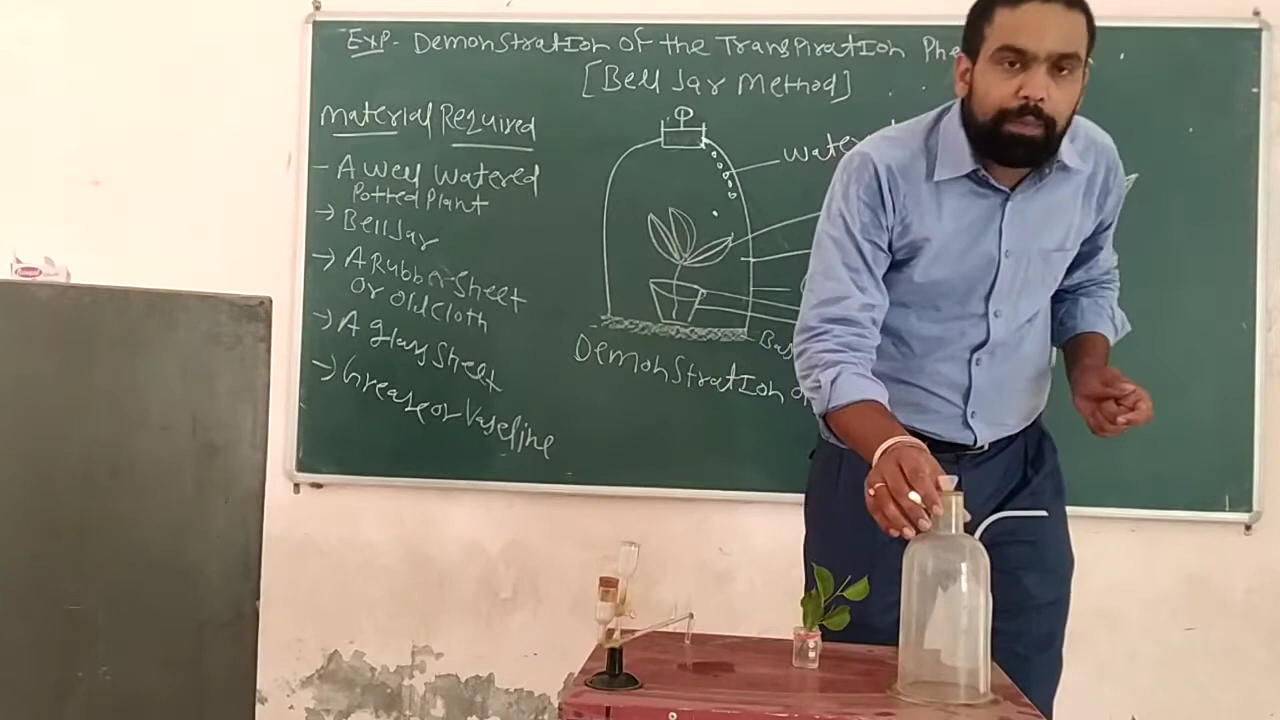 Exp- Demonstration of the Transpiration Phe
[Bell Jar Method]
Material Required
- A well watered
Potted Plant
→ Bell Jar
→ A Rubber Sheet
or old cloth
→ A glass Sheet
→ Grease or Vaseline
Water
Demonstration of